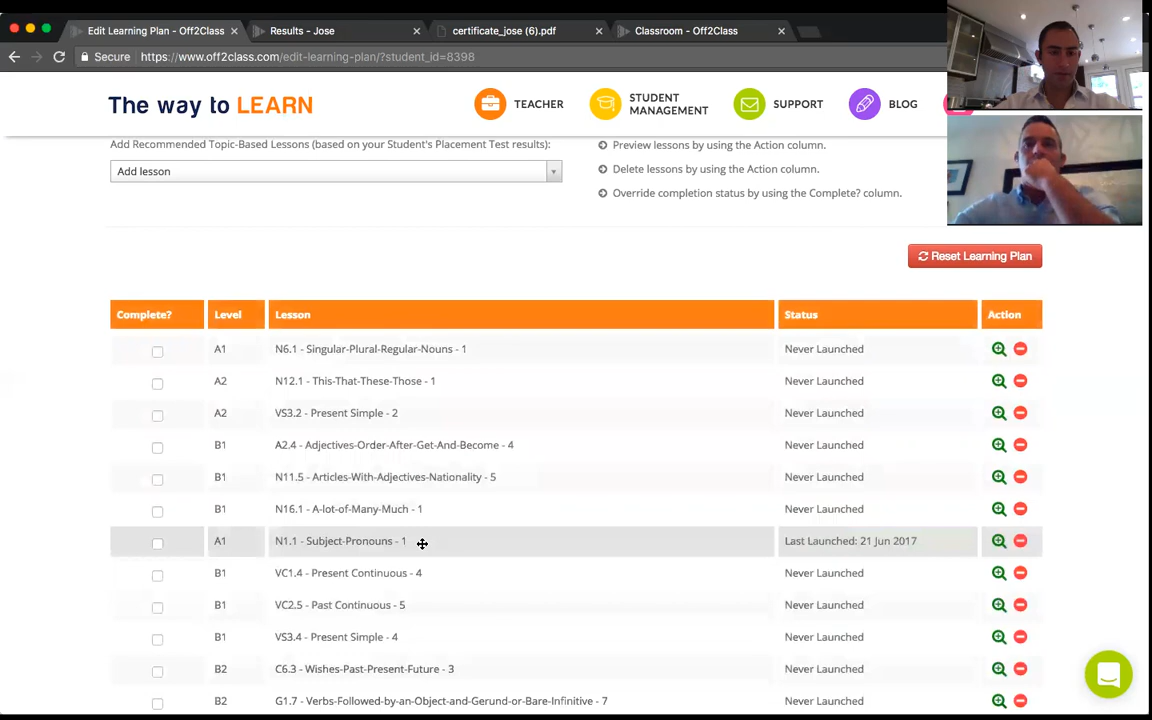 Edit Learning Plan - Off2Class
Results - Jose
certificate_jose (6).pdf
Classroom - Off2Class
Secure
https://www.off2class.com/edit-learning-plan/?student_id=8398
The way to LEARN
TEACHER
STUDENT MANAGEMENT
SUPPORT
BLOG
Add Recommended Topic-Based Lessons (based on your Student's Placement Test results):
Add lesson
Preview lessons by using the Action column.
Delete lessons by using the Action column.
Override completion status by using the Complete? column.
Reset Learning Plan
Complete? Level Lesson Status Action
A1 N6.1 - Singular-Plural-Regular-Nouns - 1 Never Launched
A2 N12.1 - This-That-These-Those - 1 Never Launched
A2 VS3.2 - Present Simple - 2 Never Launched
B1 A2.4 - Adjectives-Order-After-Get-And-Become - 4 Never Launched
B1 N11.5 - Articles-With-Adjectives-Nationality - 5 Never Launched
B1 N16.1 - A-lot-of-Many-Much - 1 Never Launched
A1 N1.1 - Subject-Pronouns - 1 Last Launched: 21 Jun 2017
B1 VC1.4 - Present Continuous - 4 Never Launched
B1 VC2.5 - Past Continuous - 5 Never Launched
B1 VS3.4 - Present Simple - 4 Never Launched
B2 C6.3 - Wishes-Past-Present-Future - 3 Never Launched
B2 G1.7 - Verbs-Followed-by-an-Object-and-Gerund-or-Bare-Infinitive - 7 Never Launched